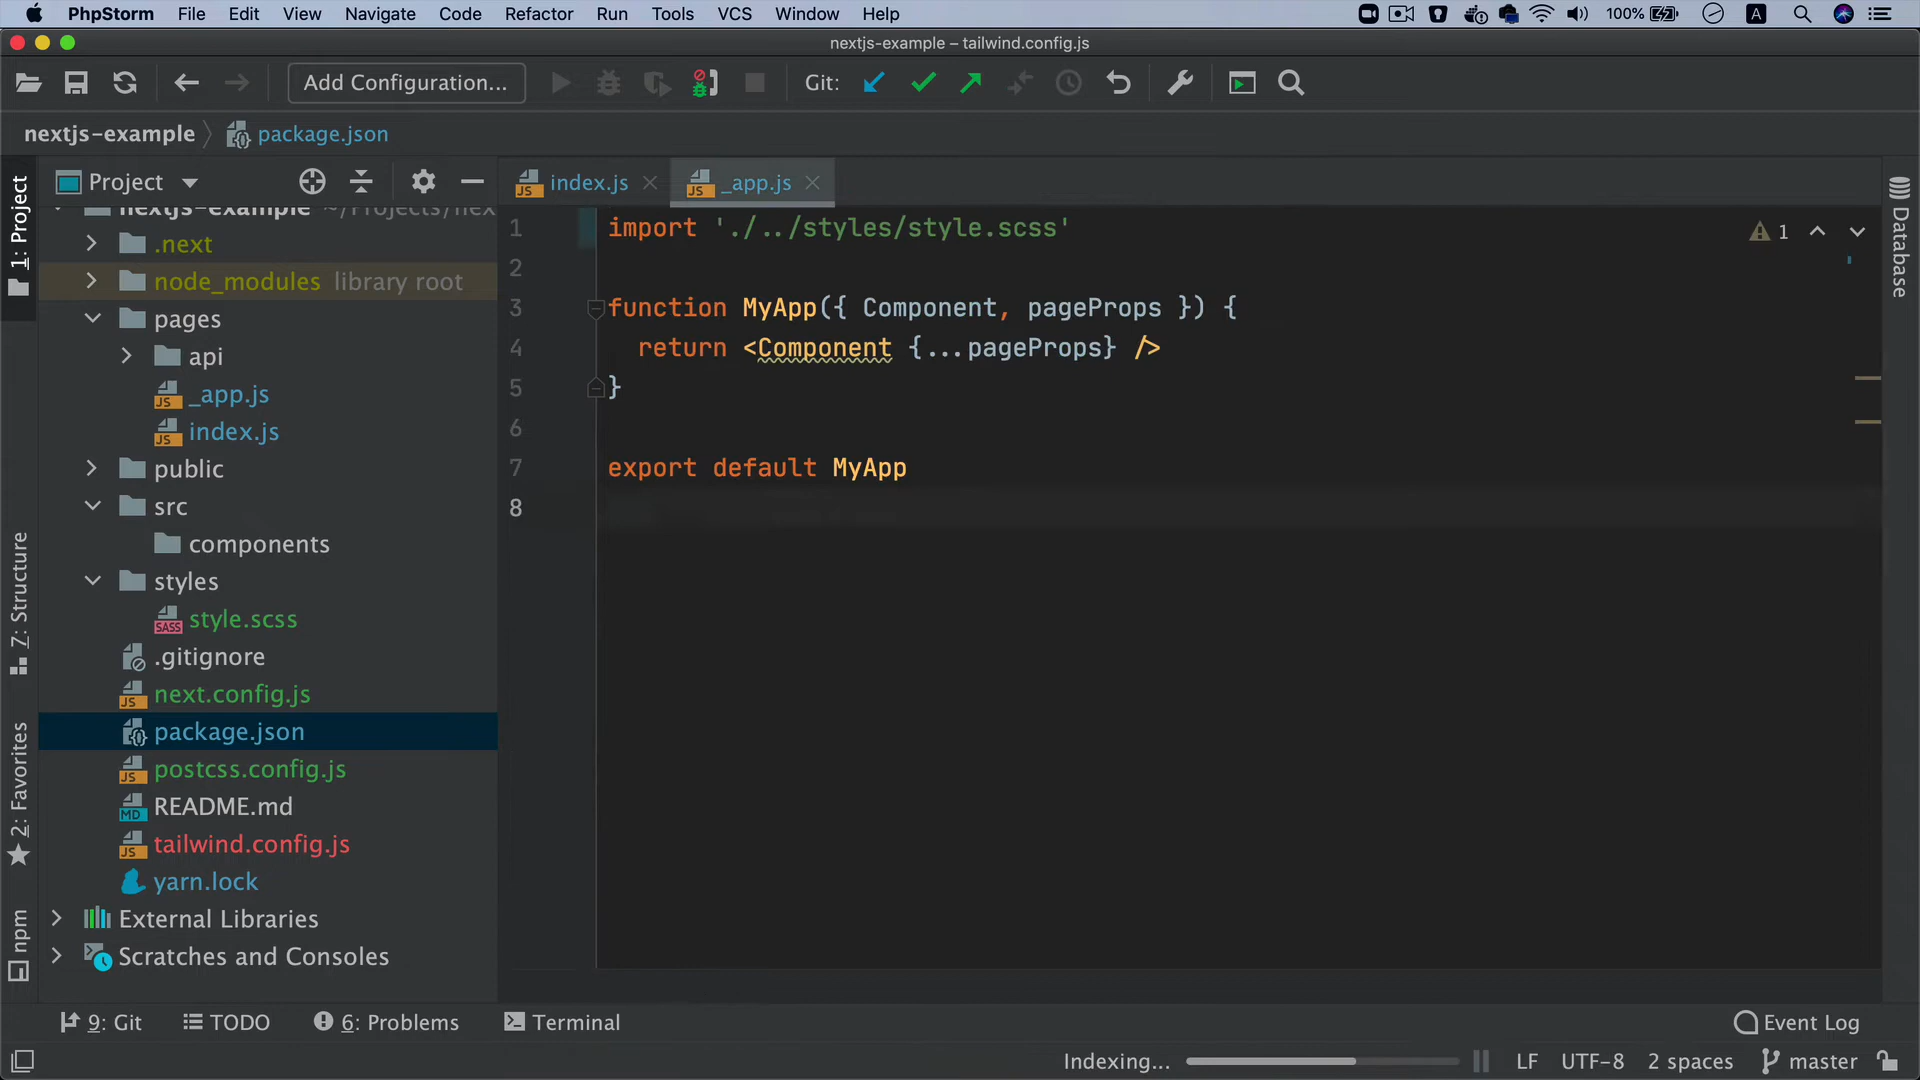 PhpStorm File Edit View Navigate Code Refactor Run Tools VCS Window Help 100% A
nextjs-example – tailwind.config.js
Add Configuration... Git:
nextjs-example package.json
Project
index.js
_app.js
nextjs-example ~/Projects/nex
.next
node_modules library root
pages
api
_app.js
index.js
public
src
components
styles
style.scss
.gitignore
next.config.js
package.json
postcss.config.js
README.md
tailwind.config.js
yarn.lock
External Libraries
Scratches and Consoles
1: Project
7: Structure
2: Favorites
npm
1 import './../styles/style.scss'
2
3 function MyApp({ Component, pageProps }) {
4 return <Component {...pageProps} />
5 }
6
7 export default MyApp
8
1
Database
9: Git TODO 6: Problems Terminal Event Log
Indexing... LF UTF-8 2 spaces master